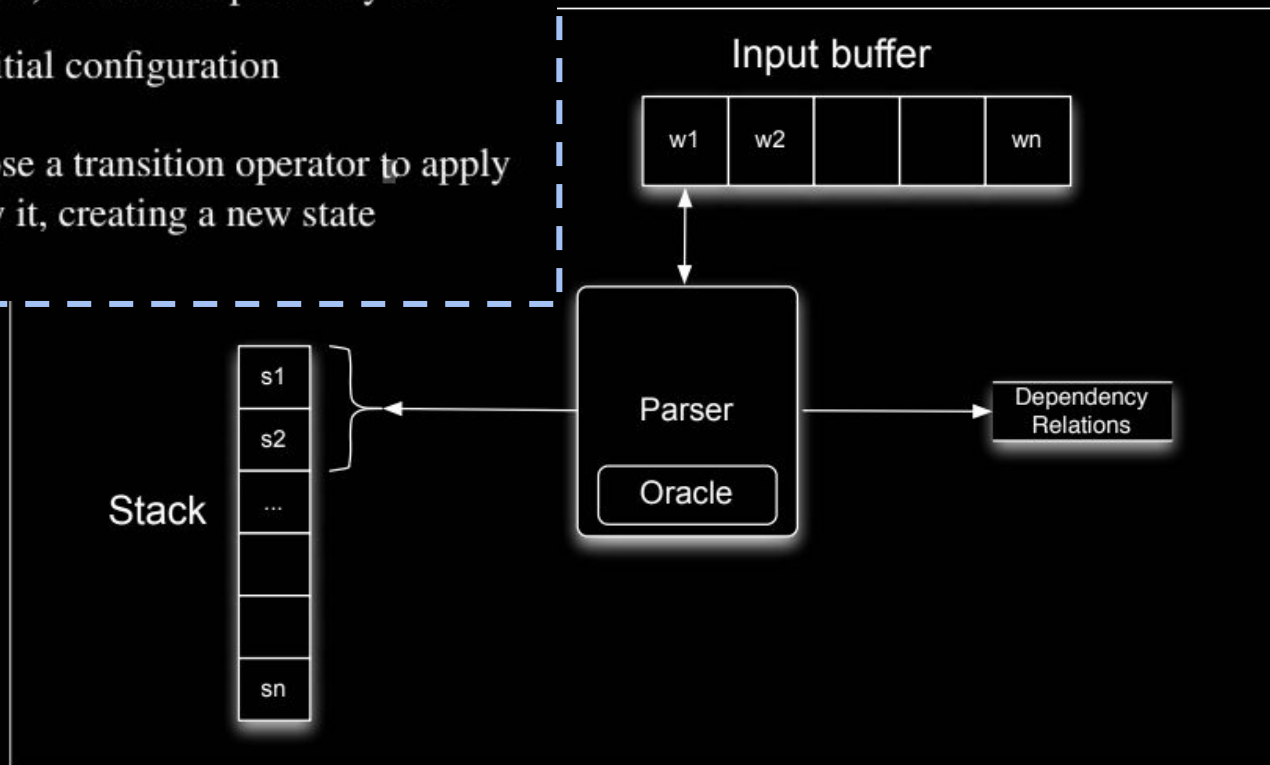 itial configuration
se a transition operator to apply
it, creating a new state
Input buffer
w1 w2 wn
s1
s2
...
sn
Stack
Parser
Oracle
Dependency
Relations